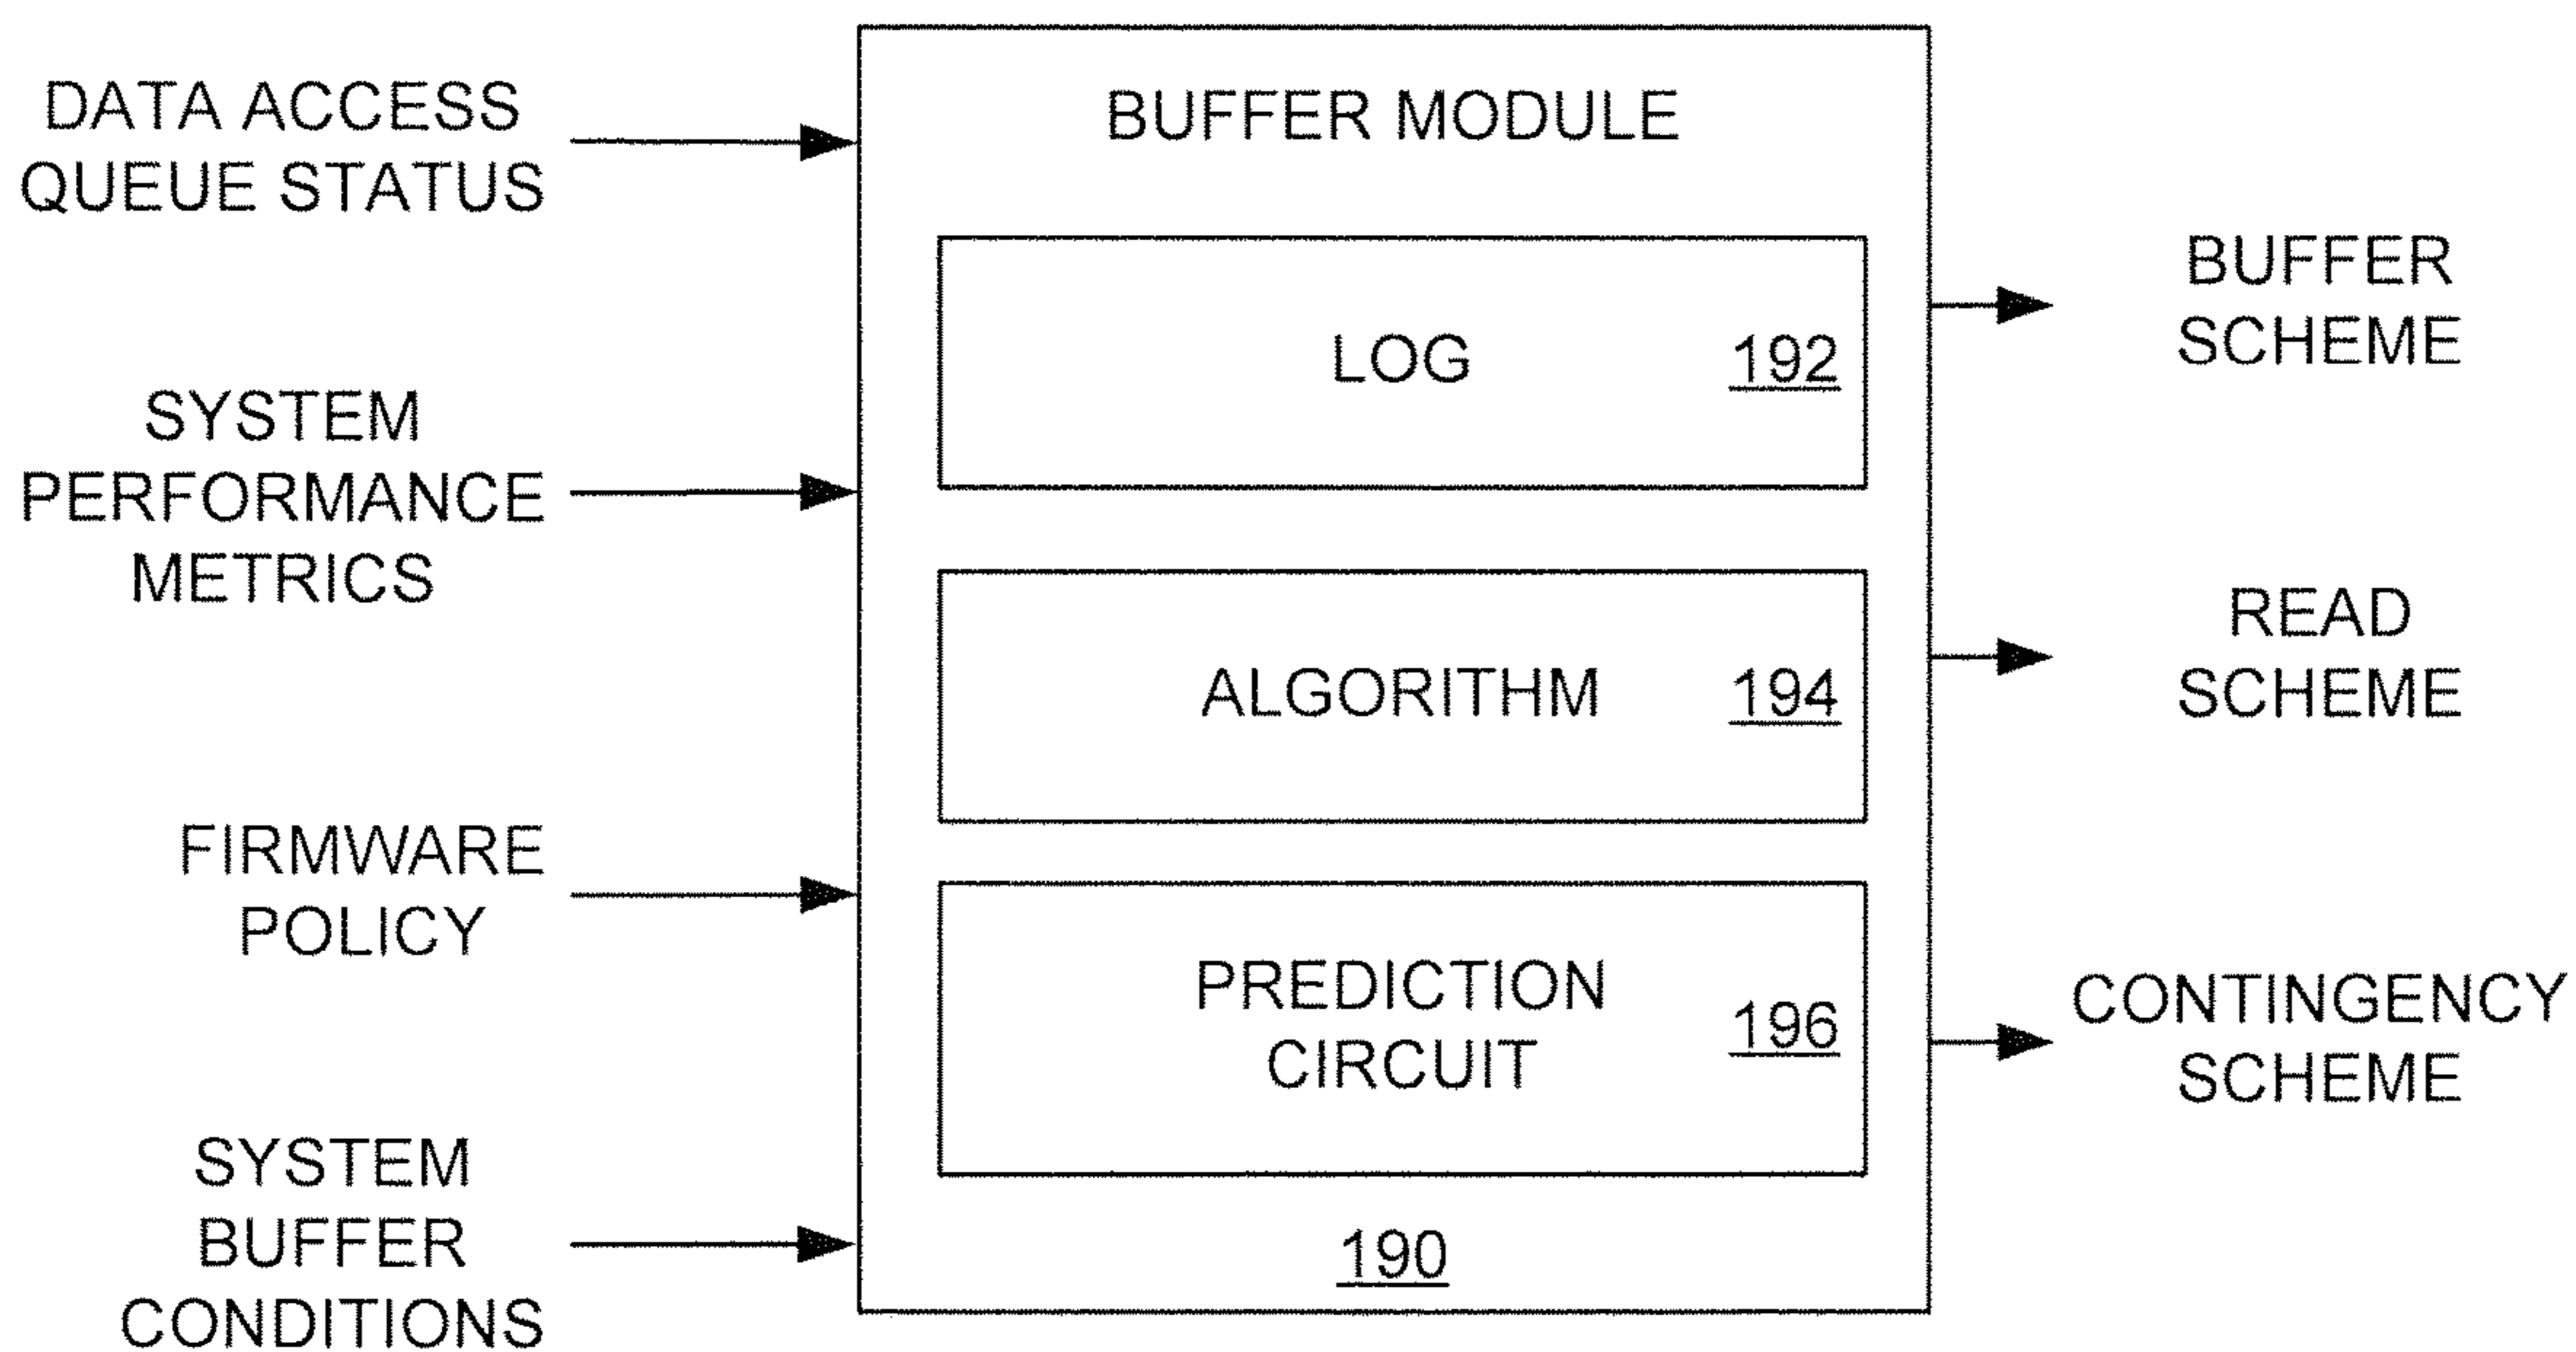 DATA ACCESS
QUEUE STATUS
SYSTEM
PERFORMANCE
METRICS
FIRMWARE
POLICY
SYSTEM
BUFFER
CONDITIONS
BUFFER MODULE
LOG 192
ALGORITHM 194
PREDICTION
CIRCUIT 196
190
BUFFER
SCHEME
READ
SCHEME
CONTINGENCY
SCHEME